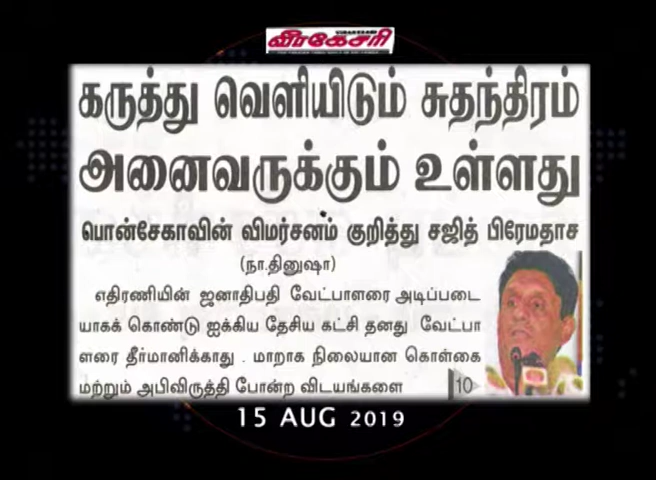 VIRAKESARI
வீரகேசரி
கருத்து வெளியிடும் சுதந்திரம்
அனைவருக்கும் உள்ளது
பொன்சேகாவின் விமர்சனம் குறித்து சஜித் பிரேமதாச
(நா.தினுஷா)
எதிரணியின் ஜனாதிபதி வேட்பாளரை அடிப்படை
யாகக் கொண்டு ஐக்கிய தேசிய கட்சி தனது வேட்பா
ளரை தீர்மானிக்காது . மாறாக நிலையான கொள்கை
மற்றும் அபிவிருத்தி போன்ற விடயங்களை
10
15 AUG 2019